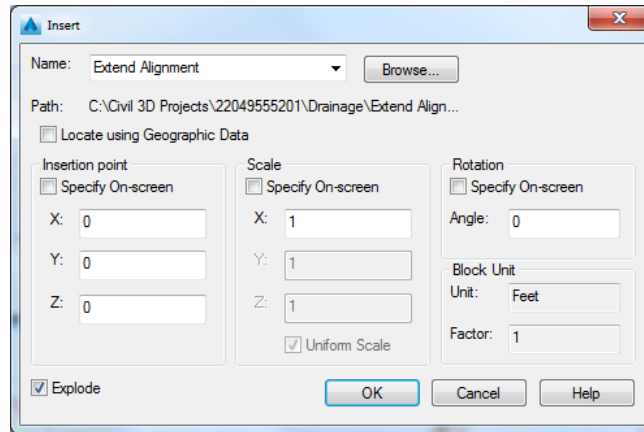 Insert
Name: Extend Alignment Browse...
Path: C:\Civil 3D Projects\22049555201\Drainage\Extend Align...
Locate using Geographic Data
Insertion point
Specify On-screen
X: 0
Y: 0
Z: 0
Scale
Specify On-screen
X: 1
Y: 1
Z: 1
Uniform Scale
Rotation
Specify On-screen
Angle: 0
Block Unit
Unit: Feet
Factor: 1
Explode
OK Cancel Help